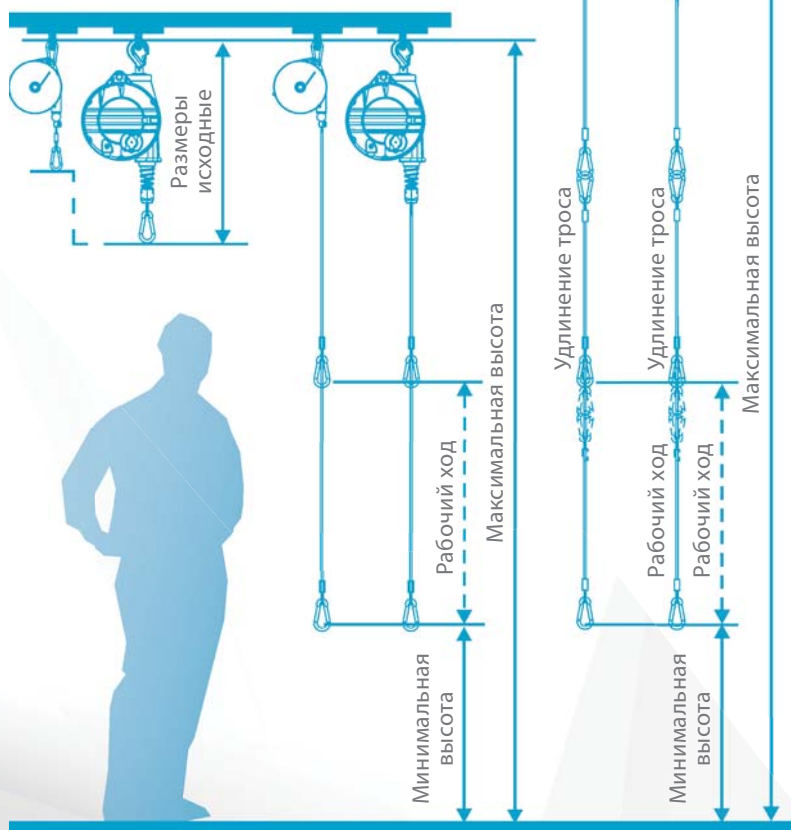 Размеры
исходные
Рабочий ход
Максимальная высота
Минимальная
высота
Удлинение троса
Удлинение троса
Рабочий ход
Рабочий ход
Максимальная высота
Минимальная
высота